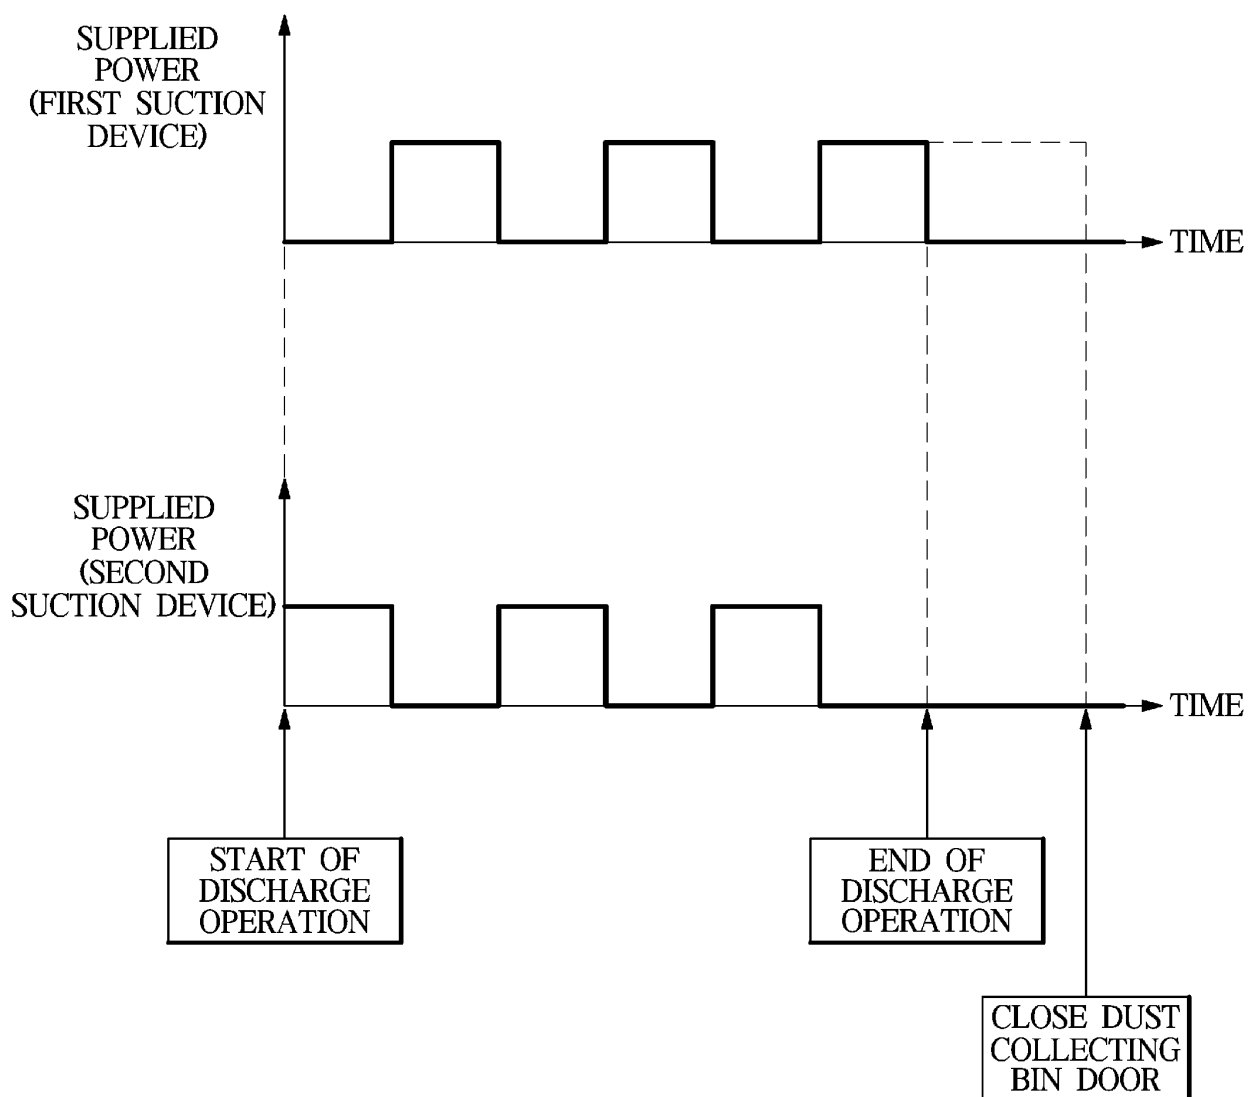 SUPPLIED
POWER
(FIRST SUCTION
DEVICE)
TIME
SUPPLIED
POWER
(SECOND
SUCTION DEVICE)
TIME
START OF
DISCHARGE
OPERATION
END OF
DISCHARGE
OPERATION
CLOSE DUST
COLLECTING
BIN DOOR